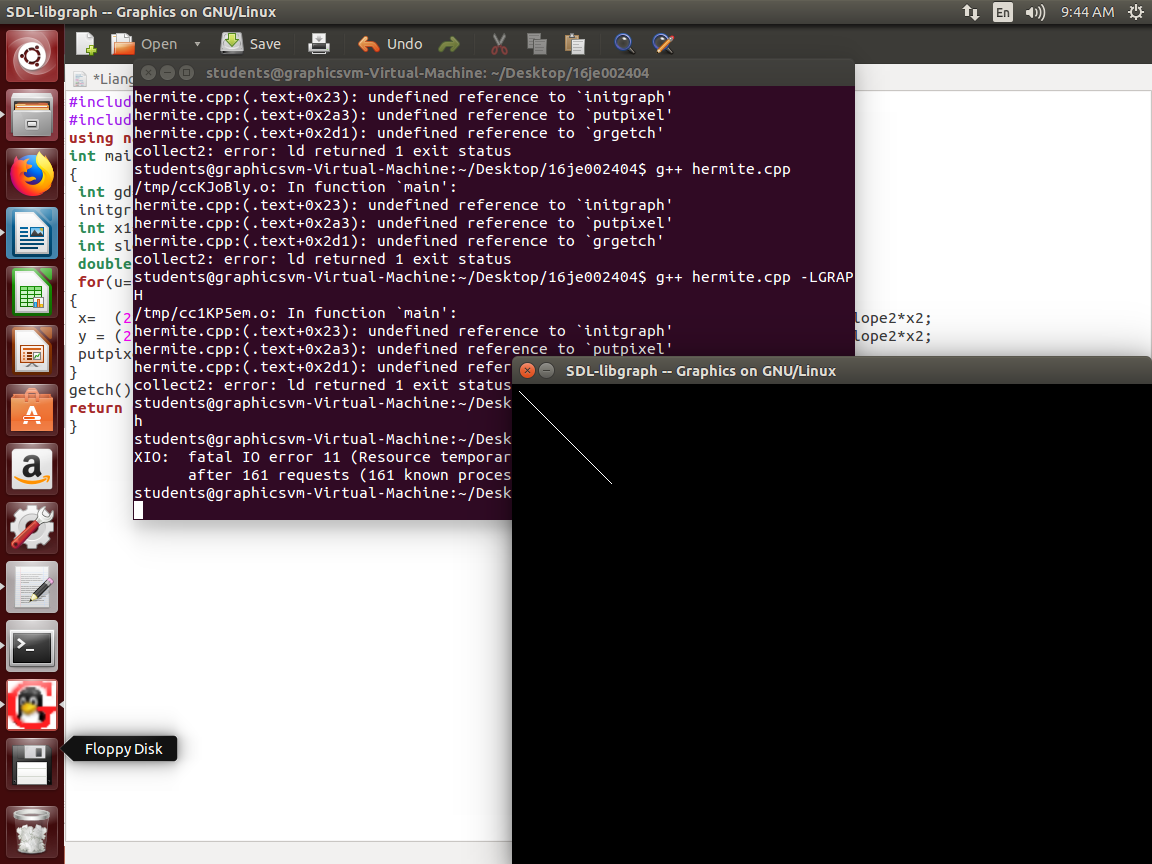 SDL-libgraph -- Graphics on GNU/Linux
En
9:44 AM
Open
Save
Undo
*Liang
students@graphicsvm-Virtual-Machine: ~/Desktop/16je002404
#includ
#includ
using n
int mai
{
int gd
initgr
int x1
int sl
double
for(u=
{
x= (2
lope2*x2;
y = (2
lope2*x2;
putpix
}
getch()
return
}
hermite.cpp:(.text+0x23): undefined reference to `initgraph'
hermite.cpp:(.text+0x2a3): undefined reference to `putpixel'
hermite.cpp:(.text+0x2d1): undefined reference to `grgetch'
collect2: error: ld returned 1 exit status
students@graphicsvm-Virtual-Machine:~/Desktop/16je002404$ g++ hermite.cpp
/tmp/ccKJoBly.o: In function `main':
hermite.cpp:(.text+0x23): undefined reference to `initgraph'
hermite.cpp:(.text+0x2a3): undefined reference to `putpixel'
hermite.cpp:(.text+0x2d1): undefined reference to `grgetch'
collect2: error: ld returned 1 exit status
students@graphicsvm-Virtual-Machine:~/Desktop/16je002404$ g++ hermite.cpp -LGRAP
H
/tmp/cc1KP5em.o: In function `main':
hermite.cpp:(.text+0x23): undefined reference to `initgraph'
hermite.cpp:(.text+0x2a3): undefined reference to `putpixel'
hermite.cpp:(.text+0x2d1): undefined refer
collect2: error: ld returned 1 exit status
students@graphicsvm-Virtual-Machine:~/Desk
h
students@graphicsvm-Virtual-Machine:~/Desk
XIO:  fatal IO error 11 (Resource temporar
after 161 requests (161 known proces
students@graphicsvm-Virtual-Machine:~/Desk
SDL-libgraph -- Graphics on GNU/Linux
Floppy Disk